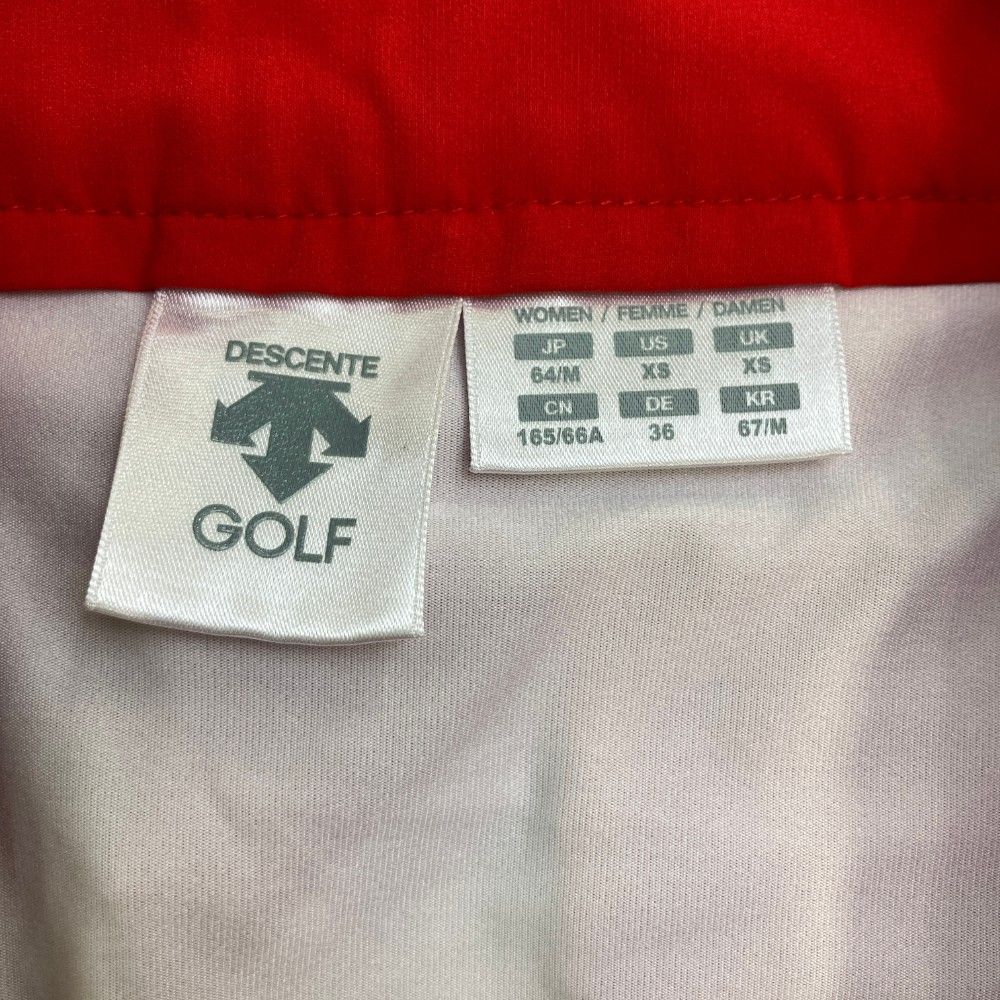 DESCENTE
GOLF
WOMEN / FEMME / DAMEN
JP US UK
64/M XS XS
CN DE KR
165/66A 36 67/M